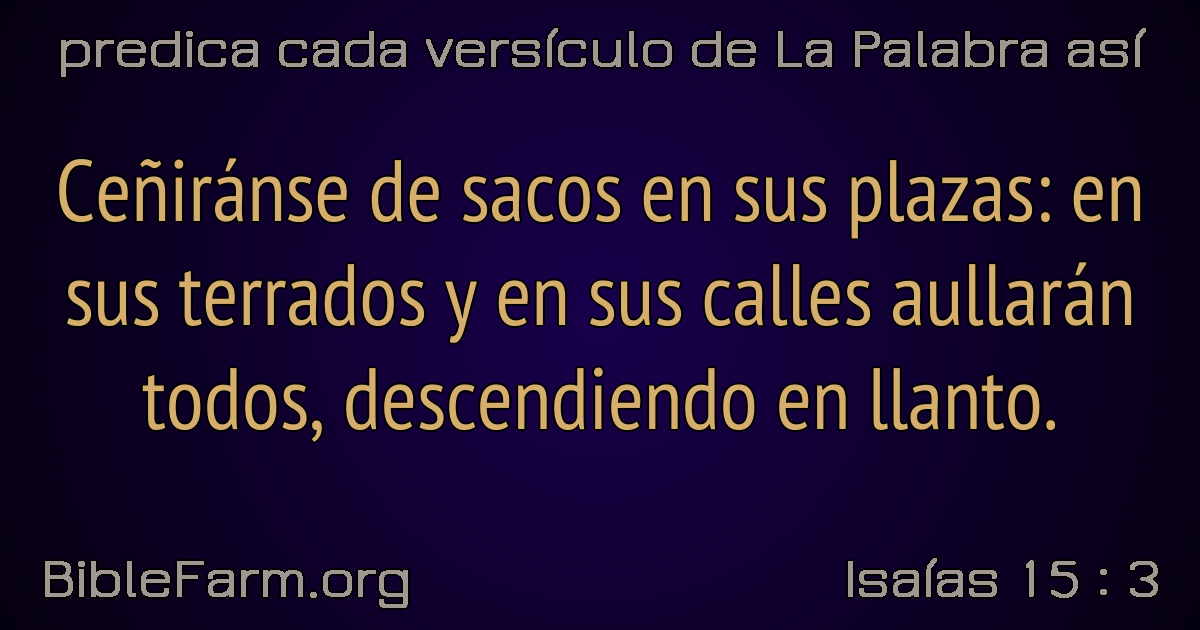 predica cada versículo de La Palabra así
Ceñiránse de sacos en sus plazas: en
sus terrados y en sus calles aullarán
todos, descendiendo en llanto.
BibleFarm.org
Isaías 15 : 3